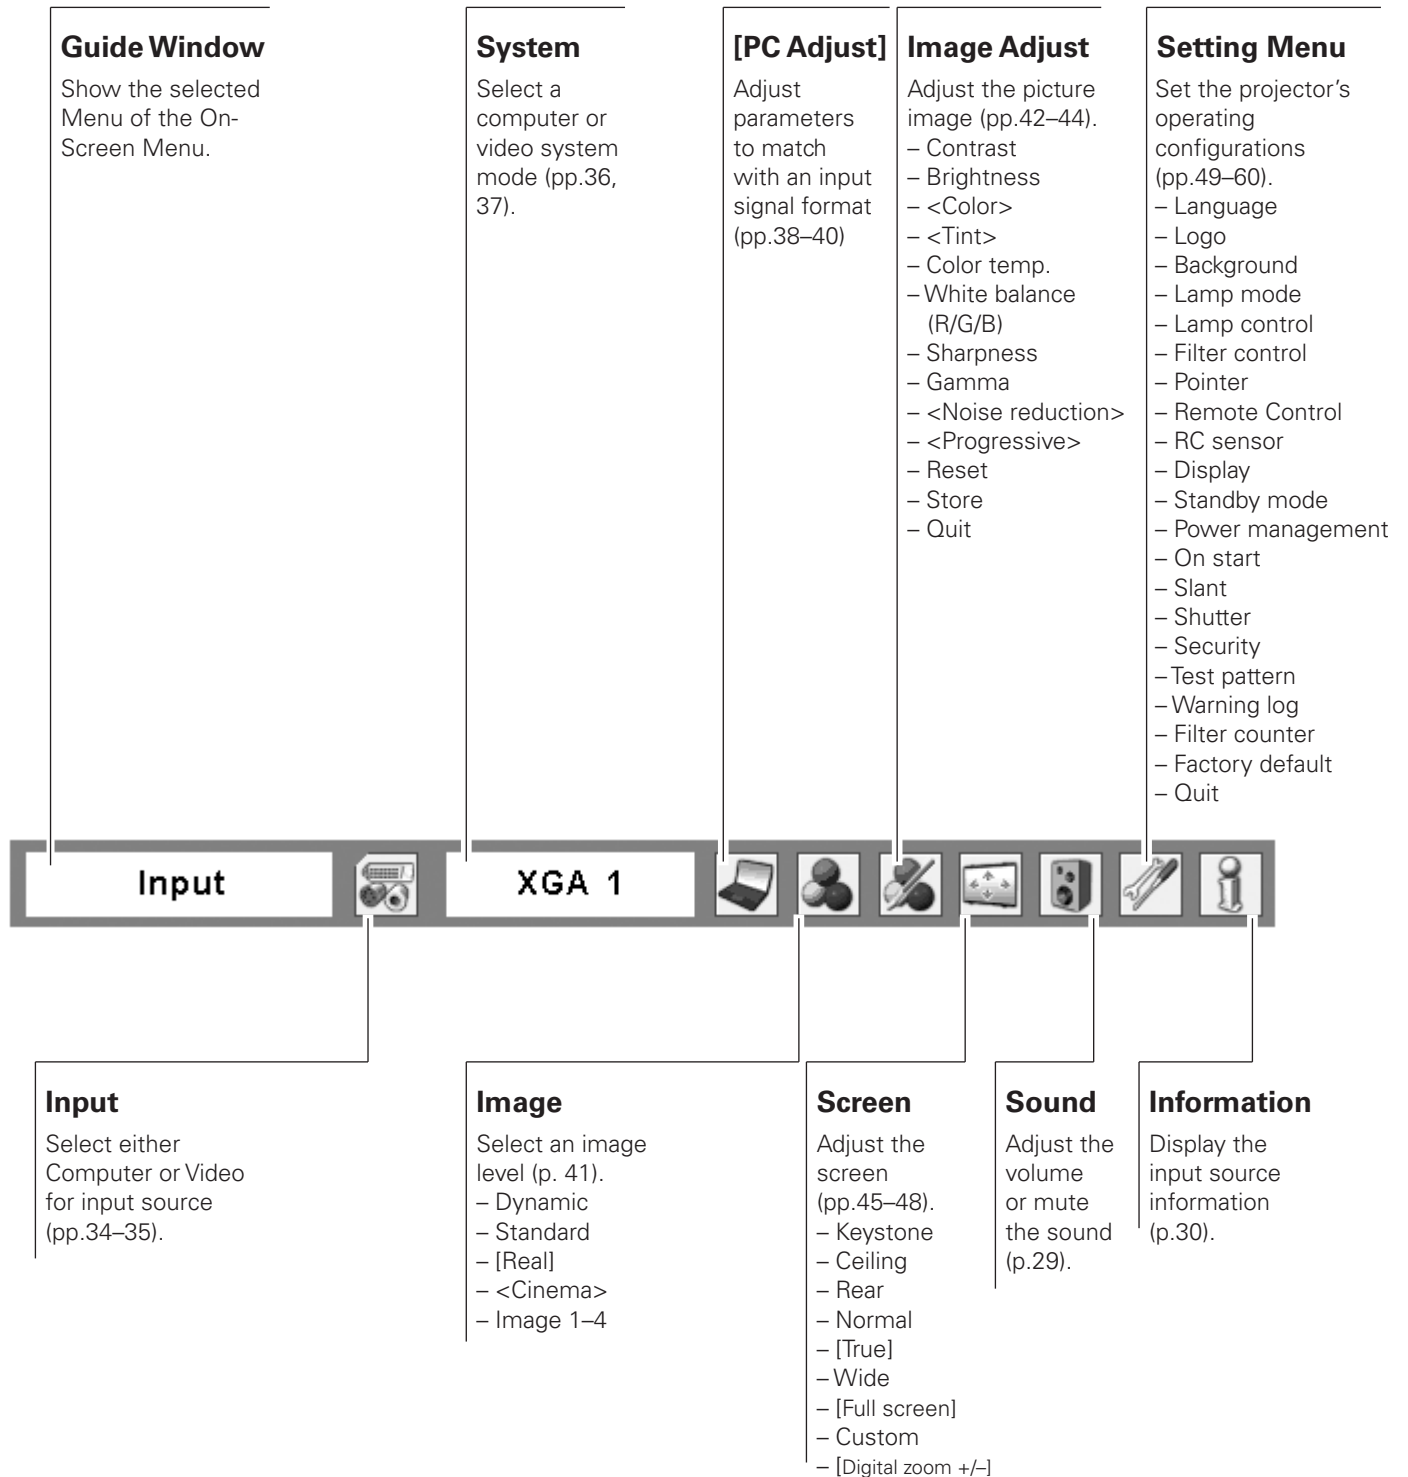 Guide Window
Show the selected
Menu of the On-
Screen Menu.
System
Select a
computer or
video system
mode (pp.36,
37).
[PC Adjust]
Adjust
parameters
to match
with an input
signal format
(pp.38–40)
Image Adjust
Adjust the picture
image (pp.42–44).
– Contrast
– Brightness
– <Color>
– <Tint>
– Color temp.
– White balance
(R/G/B)
– Sharpness
– Gamma
– <Noise reduction>
– <Progressive>
– Reset
– Store
– Quit
Setting Menu
Set the projector's
operating
configurations
(pp.49–60).
– Language
– Logo
– Background
– Lamp mode
– Lamp control
– Filter control
– Pointer
– Remote Control
– RC sensor
– Display
– Standby mode
– Power management
– On start
– Slant
– Shutter
– Security
– Test pattern
– Warning log
– Filter counter
– Factory default
– Quit
Input
XGA 1
Input
Select either
Computer or Video
for input source
(pp.34–35).
Image
Select an image
level (p. 41).
– Dynamic
– Standard
– [Real]
– <Cinema>
– Image 1–4
Screen
Adjust the
screen
(pp.45–48).
– Keystone
– Ceiling
– Rear
– Normal
– [True]
– Wide
– [Full screen]
– Custom
– [Digital zoom +/–]
Sound
Adjust the
volume
or mute
the sound
(p.29).
Information
Display the
input source
information
(p.30).